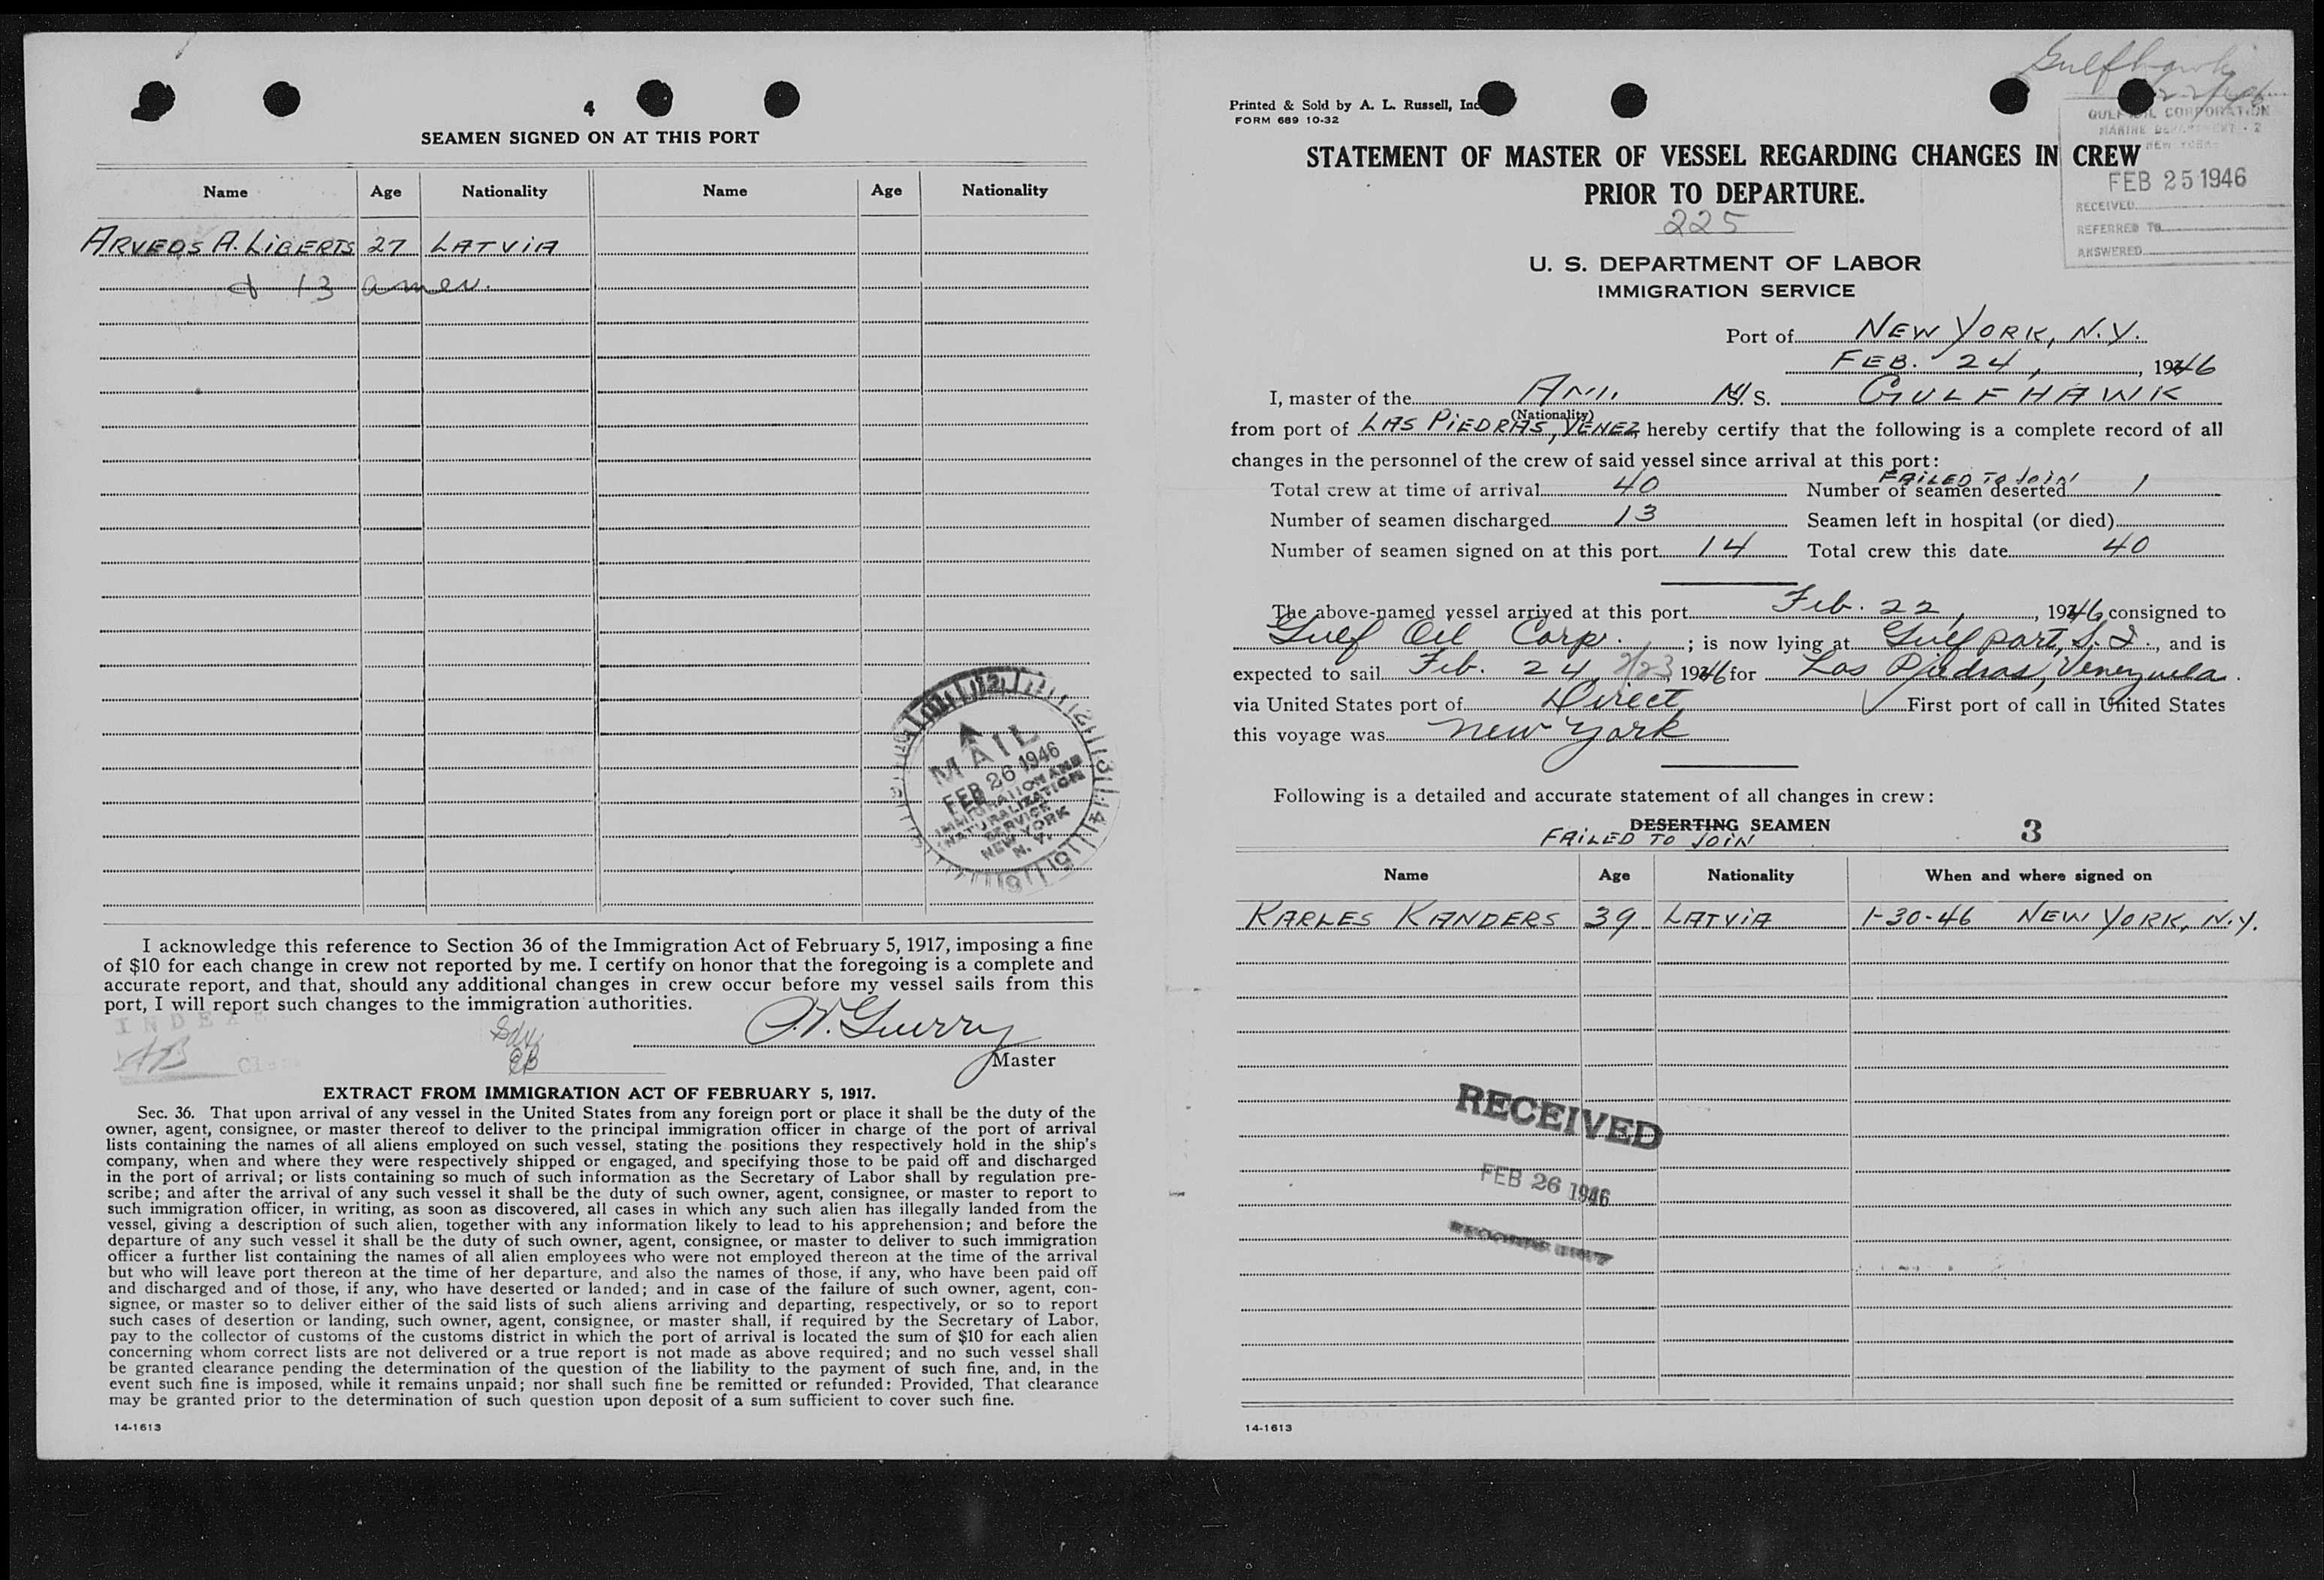 4
SEAMEN SIGNED ON AT THIS PORT
Name Age Nationality Name Age Nationality
ARVEDS A. LIBERTS 27 LATVIA
& 13 amer.
MAIL
FEB 26 1946
IMMIGRATION AND
NATURALIZATION
SERVICE
NEW YORK
N. Y.
I acknowledge this reference to Section 36 of the Immigration Act of February 5, 1917, imposing a fine
of $10 for each change in crew not reported by me. I certify on honor that the foregoing is a complete and
accurate report, and that, should any additional changes in crew occur before my vessel sails from this
port, I will report such changes to the immigration authorities.
INDEX
AB
EB
Guerry
Master
EXTRACT FROM IMMIGRATION ACT OF FEBRUARY 5, 1917.
Sec. 36. That upon arrival of any vessel in the United States from any foreign port or place it shall be the duty of the
owner, agent, consignee, or master thereof to deliver to the principal immigration officer in charge of the port of arrival
lists containing the names of all aliens employed on such vessel, stating the positions they respectively hold in the ship's
company, when and where they were respectively shipped or engaged, and specifying those to be paid off and discharged
in the port of arrival; or lists containing so much of such information as the Secretary of Labor shall by regulation pre-
scribe; and after the arrival of any such vessel it shall be the duty of such owner, agent, consignee, or master to report to
such immigration officer, in writing, as soon as discovered, all cases in which any such alien has illegally landed from the
vessel, giving a description of such alien, together with any information likely to lead to his apprehension; and before the
departure of any such vessel it shall be the duty of such owner, agent, consignee, or master to deliver to such immigration
officer a further list containing the names of all alien employees who were not employed thereon at the time of the arrival
but who will leave port thereon at the time of her departure, and also the names of those, if any, who have been paid off
and discharged and of those, if any, who have deserted or landed; and in case of the failure of such owner, agent, con-
signee, or master so to deliver either of the said lists of such aliens arriving and departing, respectively, or so to report
such cases of desertion or landing, such owner, agent, consignee, or master shall, if required by the Secretary of Labor,
pay to the collector of customs of the customs district in which the port of arrival is located the sum of $10 for each alien
concerning whom correct lists are not delivered or a true report is not made as above required; and no such vessel shall
be granted clearance pending the determination of the question of the liability to the payment of such fine, and, in the
event such fine is imposed, while it remains unpaid; nor shall such fine be remitted or refunded: Provided, That clearance
may be granted prior to the determination of such question upon deposit of a sum sufficient to cover such fine.
14-1613
Gulfhawk
Printed & Sold by A. L. Russell, Inc
FORM 689 10-32
GULF OIL CORPORATION
MARINE DEPARTMENT - 2
NEW YORK
FEB 25 1946
RECEIVED
REFERRED TO
ANSWERED
STATEMENT OF MASTER OF VESSEL REGARDING CHANGES IN CREW
PRIOR TO DEPARTURE.
225
U. S. DEPARTMENT OF LABOR
IMMIGRATION SERVICE
Port of NEW YORK, N.Y.
FEB. 24, 1946
I, master of the Am. M. S. GULFHAWK
(Nationality)
from port of LAS PIEDRAS, VENEZ hereby certify that the following is a complete record of all
changes in the personnel of the crew of said vessel since arrival at this port:
FAILED TO JOIN
Total crew at time of arrival 40 Number of seamen deserted 1
Number of seamen discharged 13 Seamen left in hospital (or died)
Number of seamen signed on at this port 14 Total crew this date 40
The above-named vessel arrived at this port Feb. 22, 1946, consigned to
Gulf Oil Corp. ; is now lying at Gulfport, S. I., and is
expected to sail Feb. 24 2/23 1946 for Las Piedras, Venezuela.
via United States port of Direct First port of call in United States
this voyage was New York
Following is a detailed and accurate statement of all changes in crew:
DESERTING SEAMEN 3
FAILED TO JOIN
Name Age Nationality When and where signed on
KARLES KANDERS 39 LATVIA 1-30-46 NEW YORK, N.Y.
RECEIVED
FEB 26 1946
14-1613